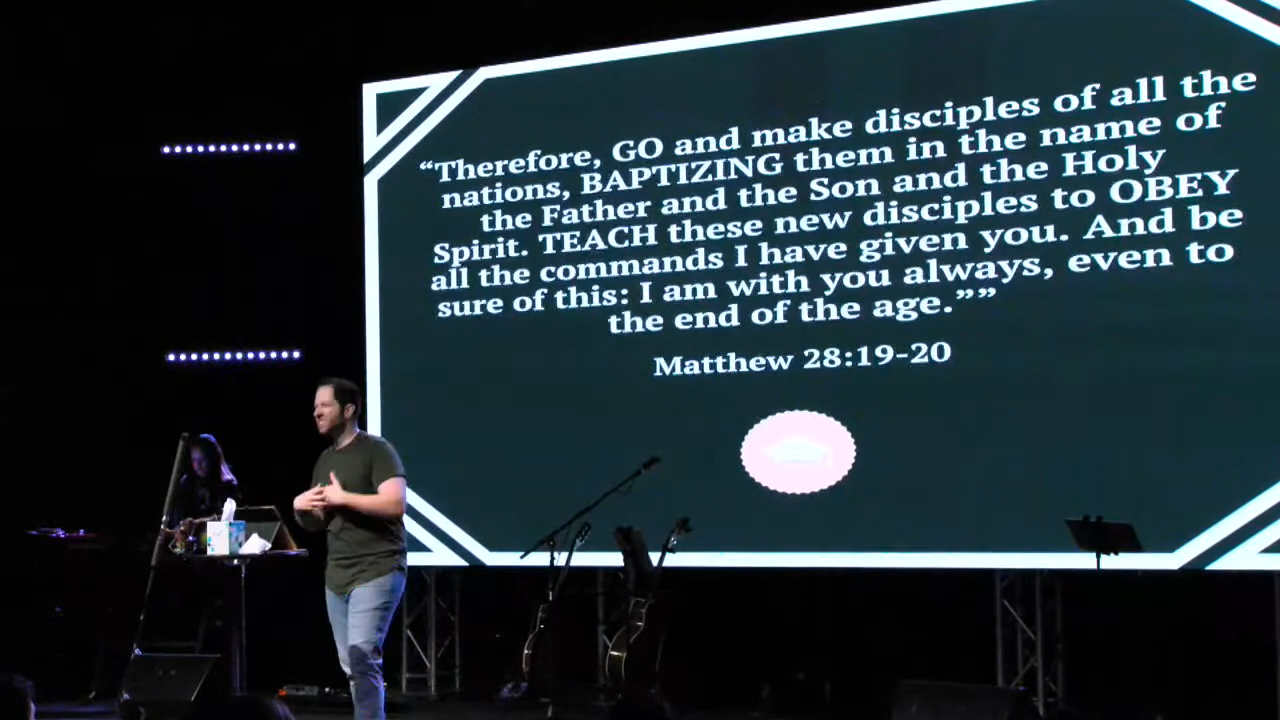 “Therefore, GO and make disciples of all the
nations, BAPTIZING them in the name of
the Father and the Son and the Holy
Spirit. TEACH these new disciples to OBEY
all the commands I have given you. And be
sure of this: I am with you always, even to
the end of the age.””
Matthew 28:19-20